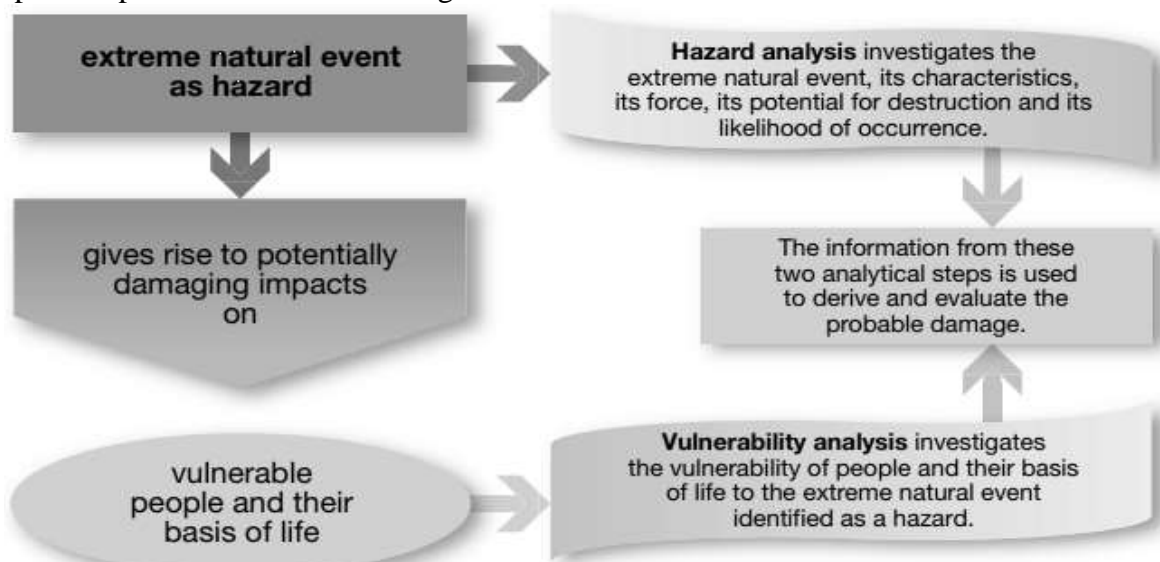 extreme natural event
as hazard
Hazard analysis investigates the
extreme natural event, its characteristics,
its force, its potential for destruction and its
likelihood of occurrence.
gives rise to potentially
damaging impacts
on
The information from these
two analytical steps is used
to derive and evaluate the
probable damage.
vulnerable
people and their
basis of life
Vulnerability analysis investigates
the vulnerability of people and their basis
of life to the extreme natural event
identified as a hazard.